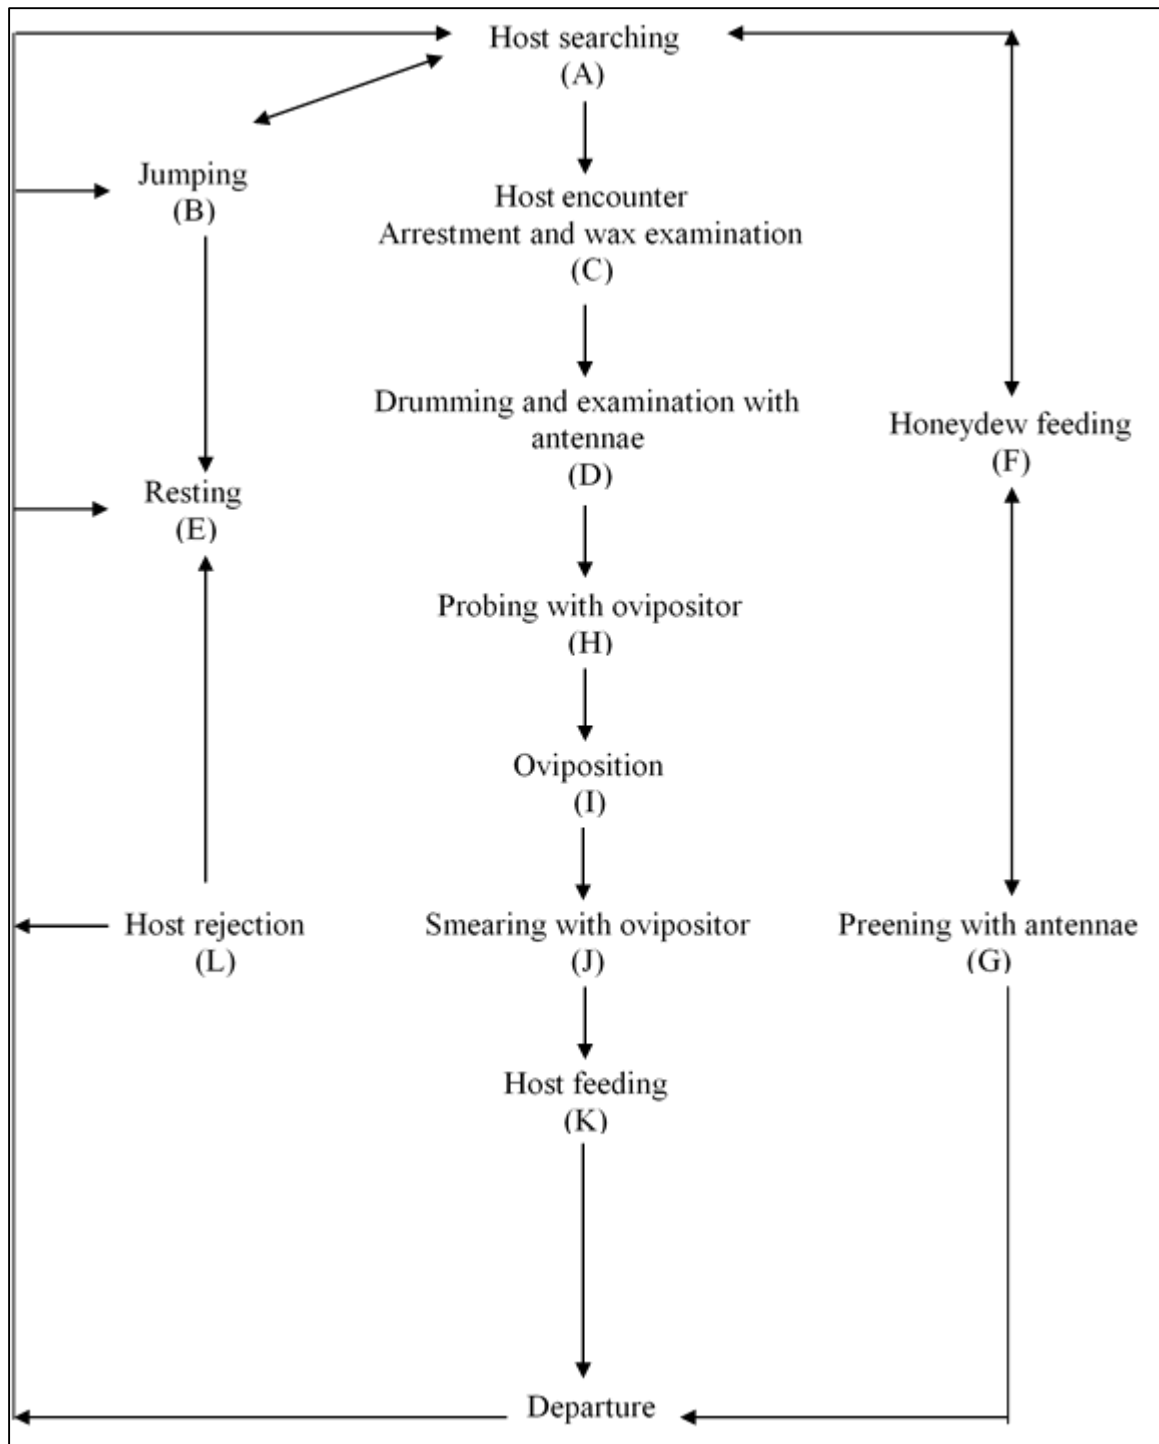 Host searching
(A)
Jumping
(B)
Host encounter
Arrestment and wax examination
(C)
Drumming and examination with
antennae
(D)
Honeydew feeding
(F)
Resting
(E)
Probing with ovipositor
(H)
Oviposition
(I)
Host rejection
(L)
Smearing with ovipositor
(J)
Preening with antennae
(G)
Host feeding
(K)
Departure